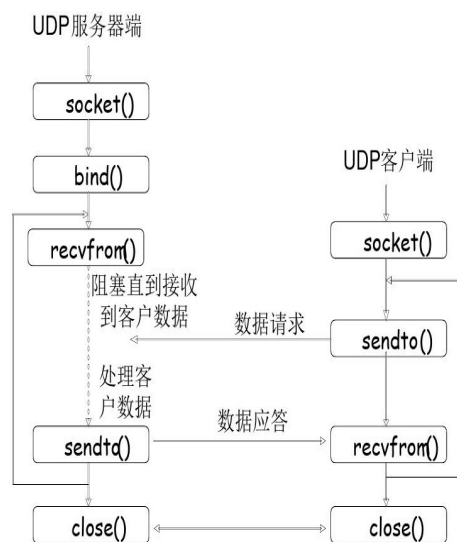 UDP服务器端
socket()
bind()
recvfrom()
阻塞直到接收
到客户数据
处理客
户数据
sendto()
close()
UDP客户端
socket()
数据请求
sendto()
数据应答
recvfrom()
close()